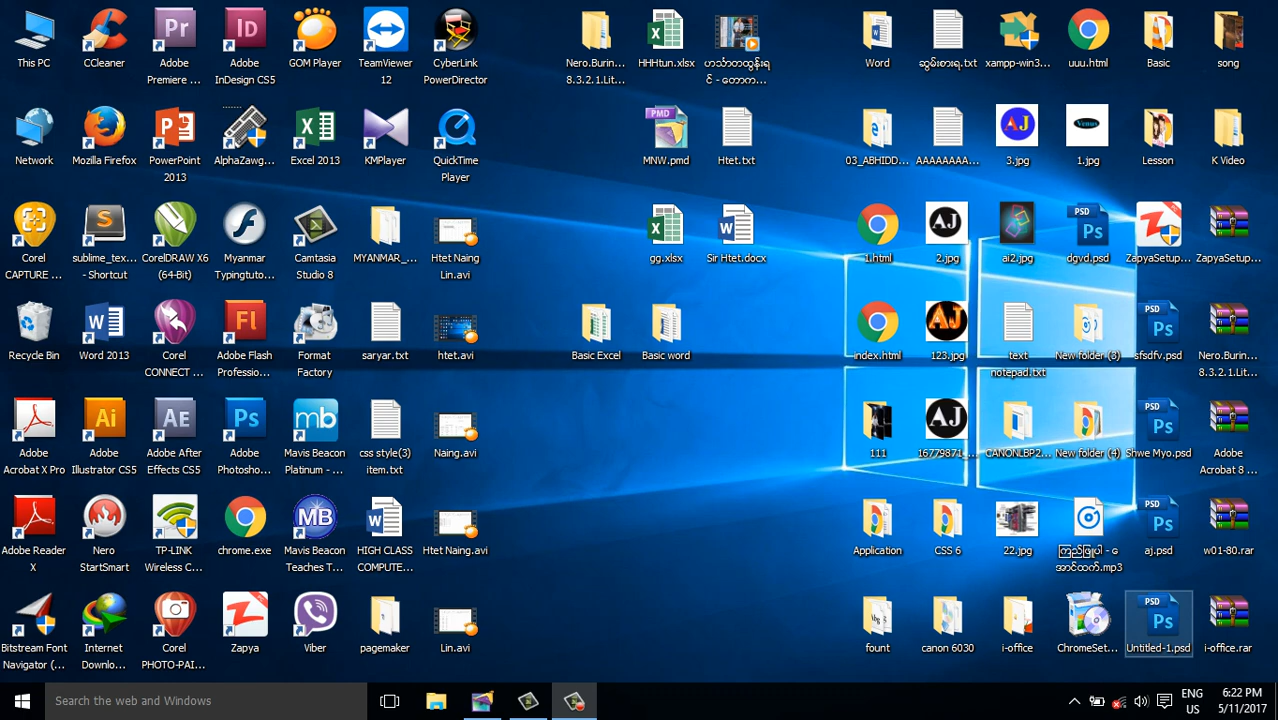 This PC
CCleaner
Adobe
Premiere ...
Adobe
InDesign CS5
GOM Player
TeamViewer
12
CyberLink
PowerDirector
Nero.Burin...
8.3.2.1.Lit...
HHHtun.xlsx
Word
xampp-win3...
uuu.html
Basic
song
Network
Mozilla Firefox
PowerPoint
2013
AlphaZawg...
Excel 2013
KMPlayer
QuickTime
Player
MNW.pmd
Htet.txt
03_ABHIDD...
AAAAAAAA...
3.jpg
1.jpg
Lesson
K Video
Corel
CAPTURE ...
sublime_tex...
- Shortcut
CorelDRAW X6
(64-Bit)
Myanmar
Typingtuto...
Camtasia
Studio 8
MYANMAR_...
Htet Naing
Lin.avi
gg.xlsx
Sir Htet.docx
1.html
2.jpg
ai2.jpg
dgvd.psd
ZapyaSetup...
ZapyaSetup...
Recycle Bin
Word 2013
Corel
CONNECT ...
Adobe Flash
Professio...
Format
Factory
saryar.txt
htet.avi
Basic Excel
Basic word
index.html
123.jpg
text
notepad.txt
New folder (3)
sfsdfv.psd
Nero.Burin...
8.3.2.1.Lit...
Adobe
Acrobat X Pro
Adobe
Illustrator CS5
Adobe After
Effects CS5
Adobe
Photosho...
Mavis Beacon
Platinum - ...
css style(3)
item.txt
Naing.avi
111
16779871_...
CANONLBP2...
New folder (4)
Shwe Myo.psd
Adobe
Acrobat 8 ...
Adobe Reader
X
Nero
StartSmart
TP-LINK
Wireless C...
chrome.exe
Mavis Beacon
Teaches T...
HIGH CLASS
COMPUTE...
Htet Naing.avi
Application
CSS 6
22.jpg
aj.psd
w01-80.rar
Bitstream Font
Navigator (...
Internet
Downlo...
Corel
PHOTO-PAI...
Zapya
Viber
pagemaker
Lin.avi
fount
canon 6030
i-office
ChromeSet...
Untitled-1.psd
i-office.rar
Search the web and Windows
ENG
US
6:22 PM
5/11/2017